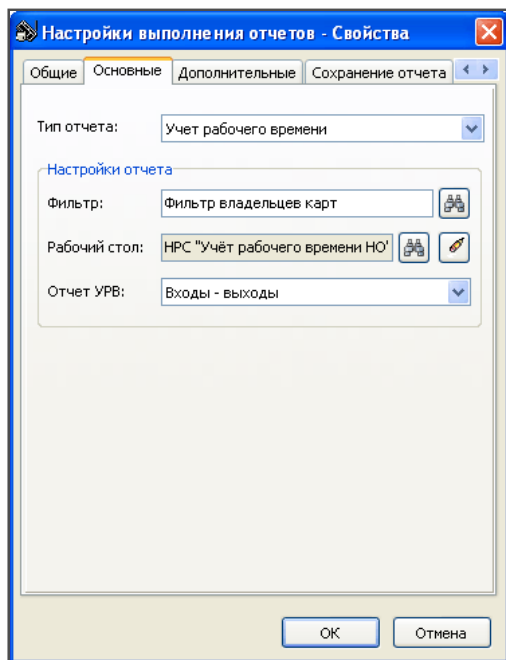 Настройки выполнения отчетов - Свойства
Общие Основные Дополнительные Сохранение отчета
Тип отчета: Учет рабочего времени
Настройки отчета
Фильтр: Фильтр владельцев карт
Рабочий стол: НРС "Учёт рабочего времени НО'
Отчет УРВ: Входы - выходы
ОК Отмена